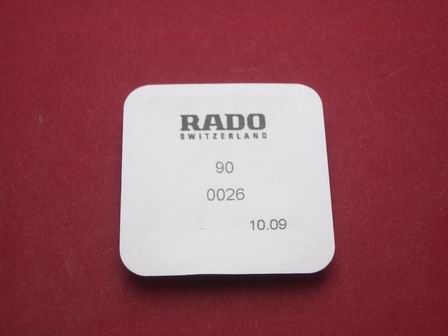 RADO
SWITZERLAND
90
0026
10.09